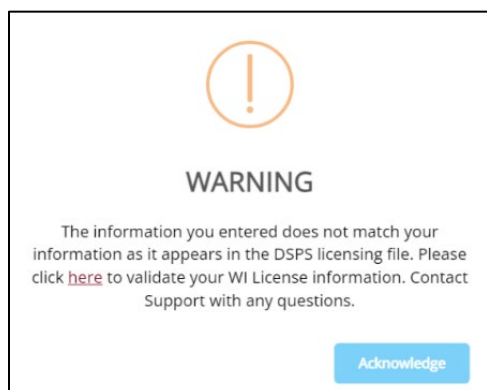 WARNING
The information you entered does not match your
information as it appears in the DSPS licensing file. Please
click here to validate your WI License information. Contact
Support with any questions.
Acknowledge